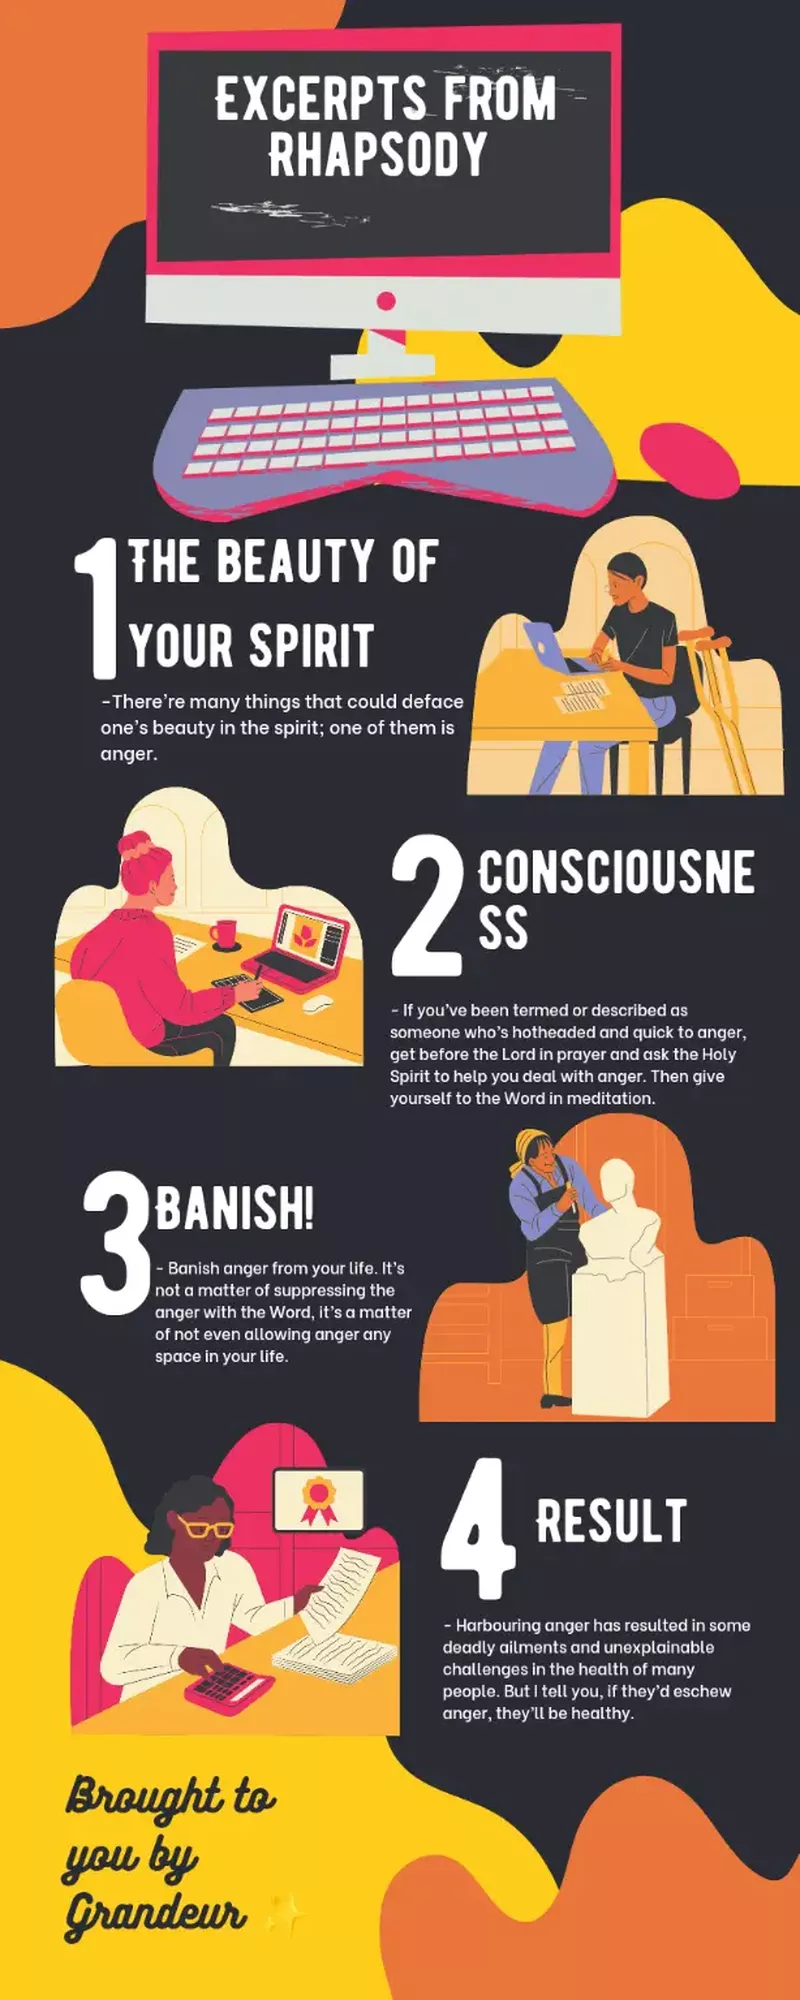 EXCERPTS FROM
RHAPSODY
1
THE BEAUTY OF
YOUR SPIRIT
-There're many things that could deface
one's beauty in the spirit; one of them is
anger.
2
CONSCIOUSNE
SS
- If you've been termed or described as
someone who's hotheaded and quick to anger,
get before the Lord in prayer and ask the Holy
Spirit to help you deal with anger. Then give
yourself to the Word in meditation.
3
BANISH!
- Banish anger from your life. It's
not a matter of suppressing the
anger with the Word, it's a matter
of not even allowing anger any
space in your life.
4
RESULT
- Harbouring anger has resulted in some
deadly ailments and unexplainable
challenges in the health of many
people. But I tell you, if they'd eschew
anger, they'll be healthy.
Brought to
you by
Grandeur